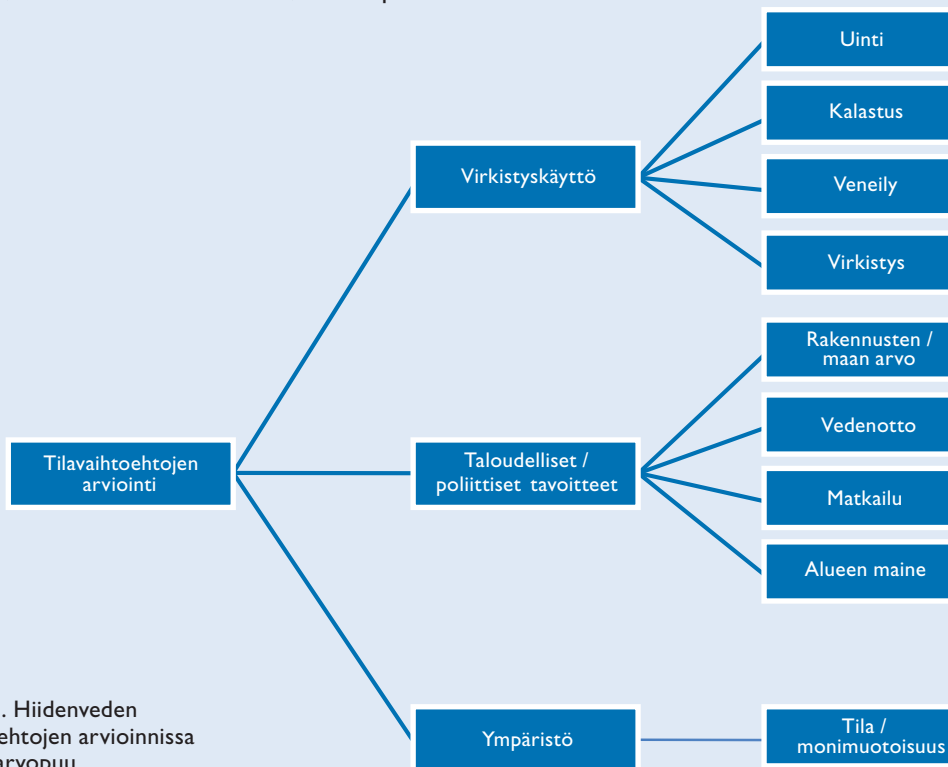 Uinti
Kalastus
Virkistyskäyttö
Veneily
Virkistys
Rakennusten /
maan arvo
Vedenotto
Tilavaihtoehtojen
arviointi
Taloudelliset /
poliittiset tavoitteet
Matkailu
Alueen maine
. Hiidenveden
ehtojen arvioinnissa
arvopuu
Ympäristö
Tila /
monimuotoisuus